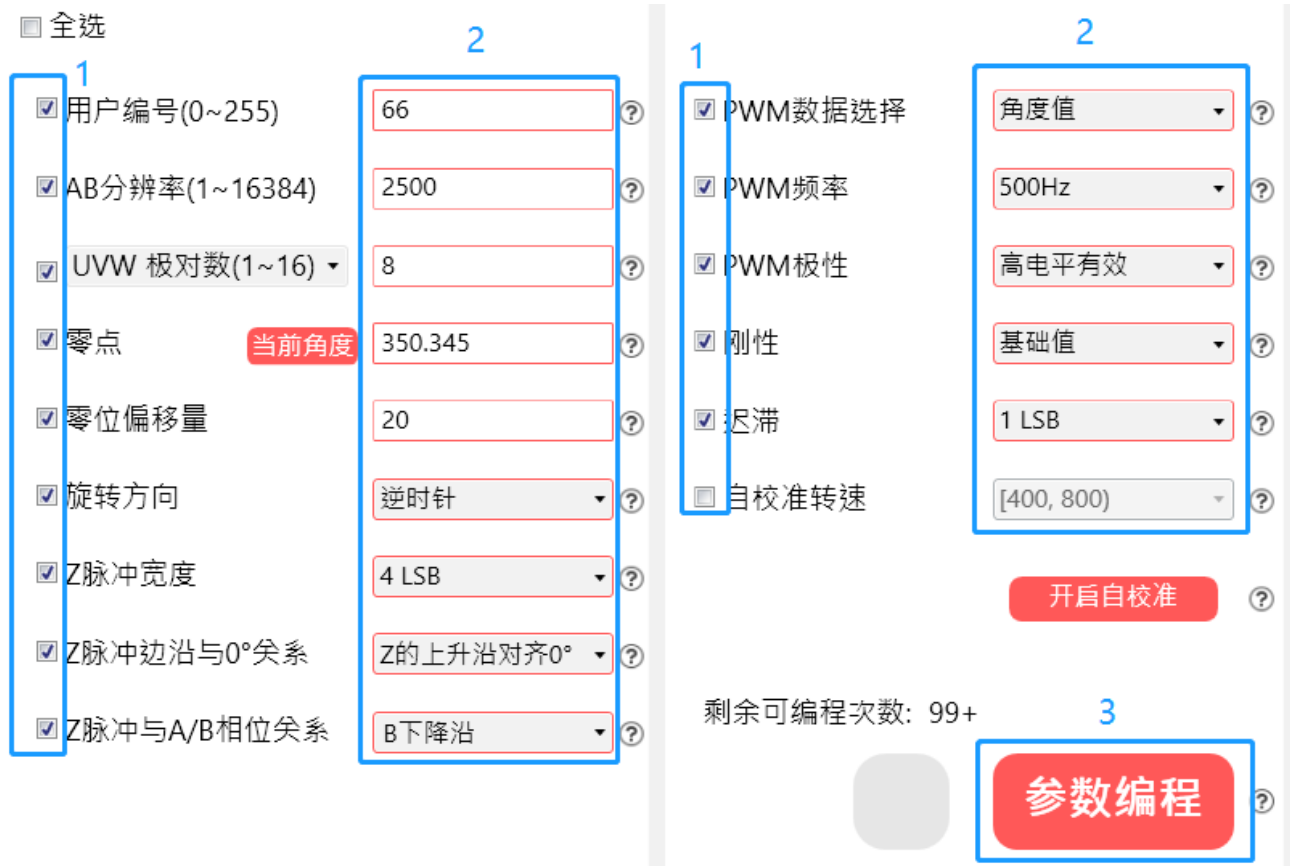 全选
1
2
用户编号(0~255)
66
?
AB分辨率(1~16384)
2500
?
UVW 极对数(1~16)
8
?
零点
当前角度
350.345
?
零位偏移量
20
?
旋转方向
逆时针
?
Z脉冲宽度
4 LSB
?
Z脉冲边沿与0°关系
Z的上升沿对齐0°
?
Z脉冲与A/B相位关系
B下降沿
?
1
2
PWM数据选择
角度值
?
PWM频率
500Hz
?
PWM极性
高电平有效
?
刚性
基础值
?
迟滞
1 LSB
?
自校准转速
[400, 800)
?
开启自校准
?
剩余可编程次数: 99+
3
参数编程
?